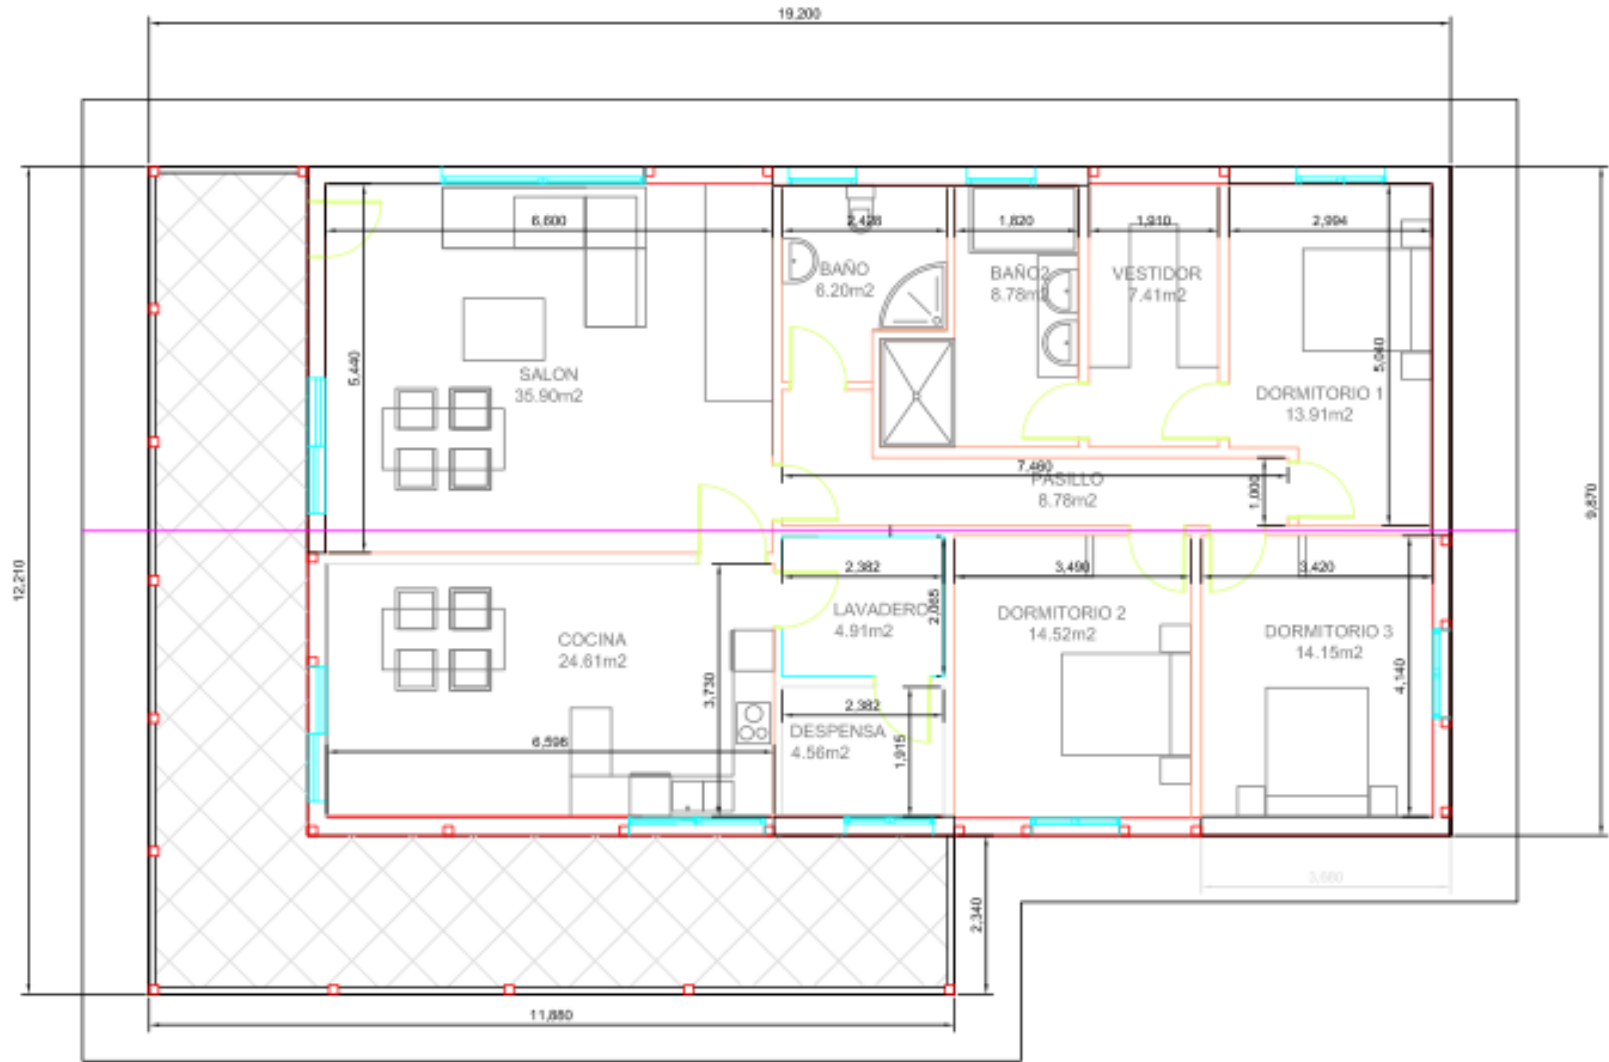 19,200
6,600
2,428
1,620
1,910
2,994
BAÑO
6.20m2
BAÑO2
8.78m2
VESTIDOR
7.41m2
5,440
5,040
SALON
35.90m2
DORMITORIO 1
13.91m2
7,460
PASILLO
8.78m2
1,000
9,870
12,210
2,382
3,490
3,420
LAVADERO
4.91m2
2,065
DORMITORIO 2
14.52m2
DORMITORIO 3
14.15m2
COCINA
24.61m2
3,730
4,140
2,382
DESPENSA
4.56m2
1,915
6,598
3,680
2,340
11,880